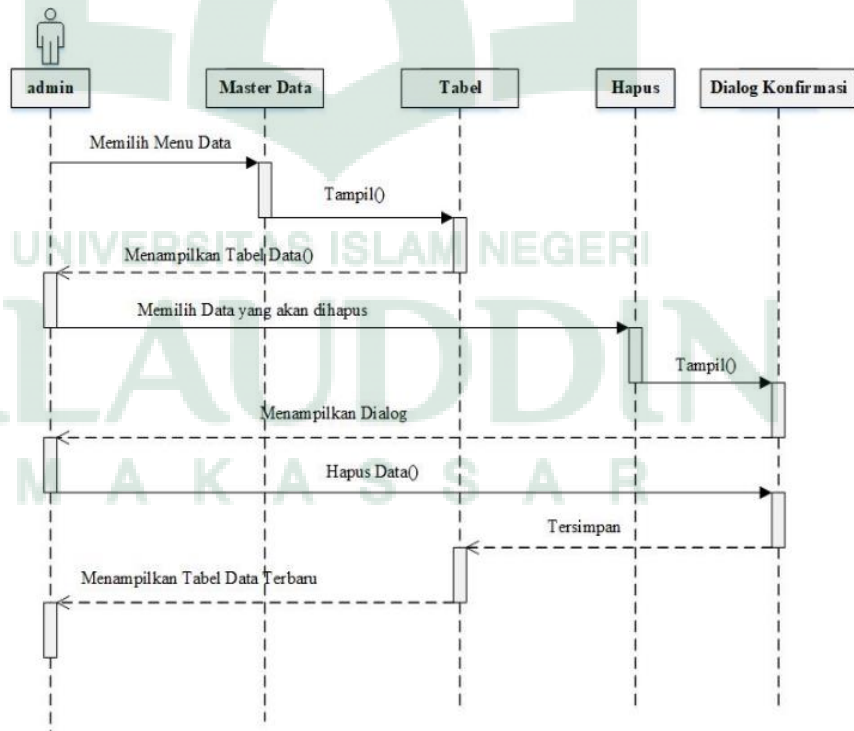 admin
Master Data
Tabel
Hapus
Dialog Konfirmasi
Memilih Menu Data
Tampil()
UNIVERSITAS ISLAM NEGERI
Menampilkan Tabel Data()
Memilih Data yang akan dihapus
ALAUDDIN
Tampil()
Menampilkan Dialog
MAKASSAR
Hapus Data()
Tersimpan
Menampilkan Tabel Data Terbaru